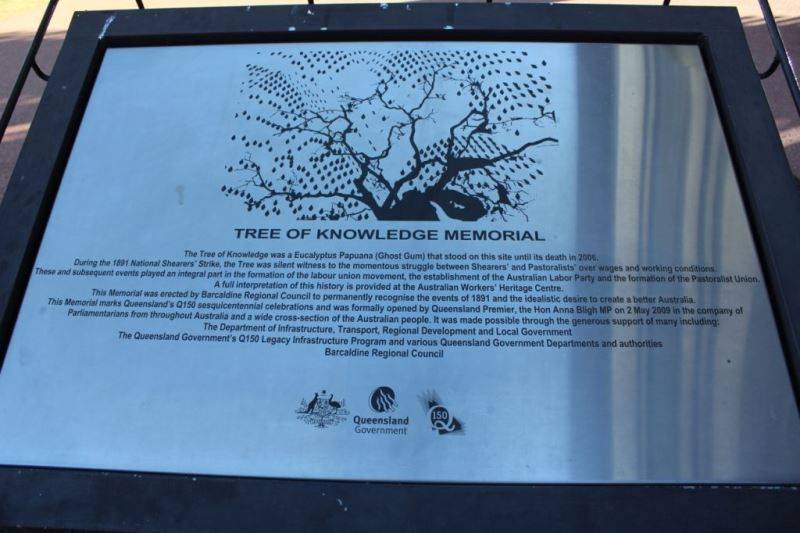 TREE OF KNOWLEDGE MEMORIAL
The Tree of Knowledge was a Eucalyptus Papuana (Ghost Gum) that stood on this site until its death in 2006.
During the 1891 National Shearers' Strike, the Tree was silent witness to the momentous struggle between Shearers' and Pastoralists' over wages and working conditions.
These and subsequent events played an integral part in the formation of the labour union movement, the establishment of the Australian Labor Party and the formation of the Pastoralist Union.
A full interpretation of this history is provided at the Australian Workers' Heritage Centre.
This Memorial was erected by Barcaldine Regional Council to permanently recognise the events of 1891 and the idealistic desire to create a better Australia.
This Memorial marks Queensland's Q150 sesquicentennial celebrations and was formally opened by Queensland Premier, the Hon Anna Bligh MP on 2 May 2009 in the company of
Parliamentarians from throughout Australia and a wide cross-section of the Australian people. It was made possible through the generous support of many including:
The Department of Infrastructure, Transport, Regional Development and Local Government
The Queensland Government's Q150 Legacy Infrastructure Program and various Queensland Government Departments and authorities
Barcaldine Regional Council
Queensland
Government
150
Q